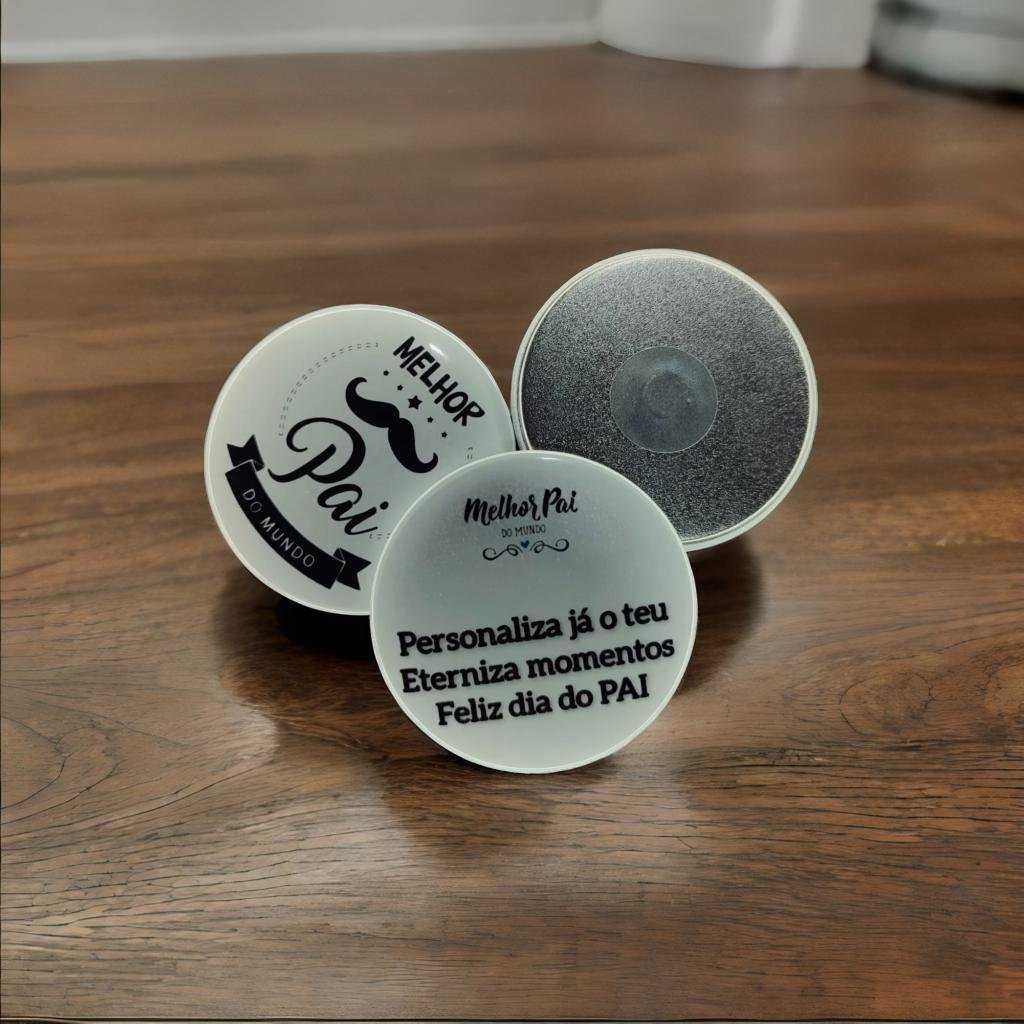 MELHOR
Pai
DO MUNDO
Melhor Pai
DO MUNDO
Personaliza já o teu
Eterniza momentos
Feliz dia do PAI